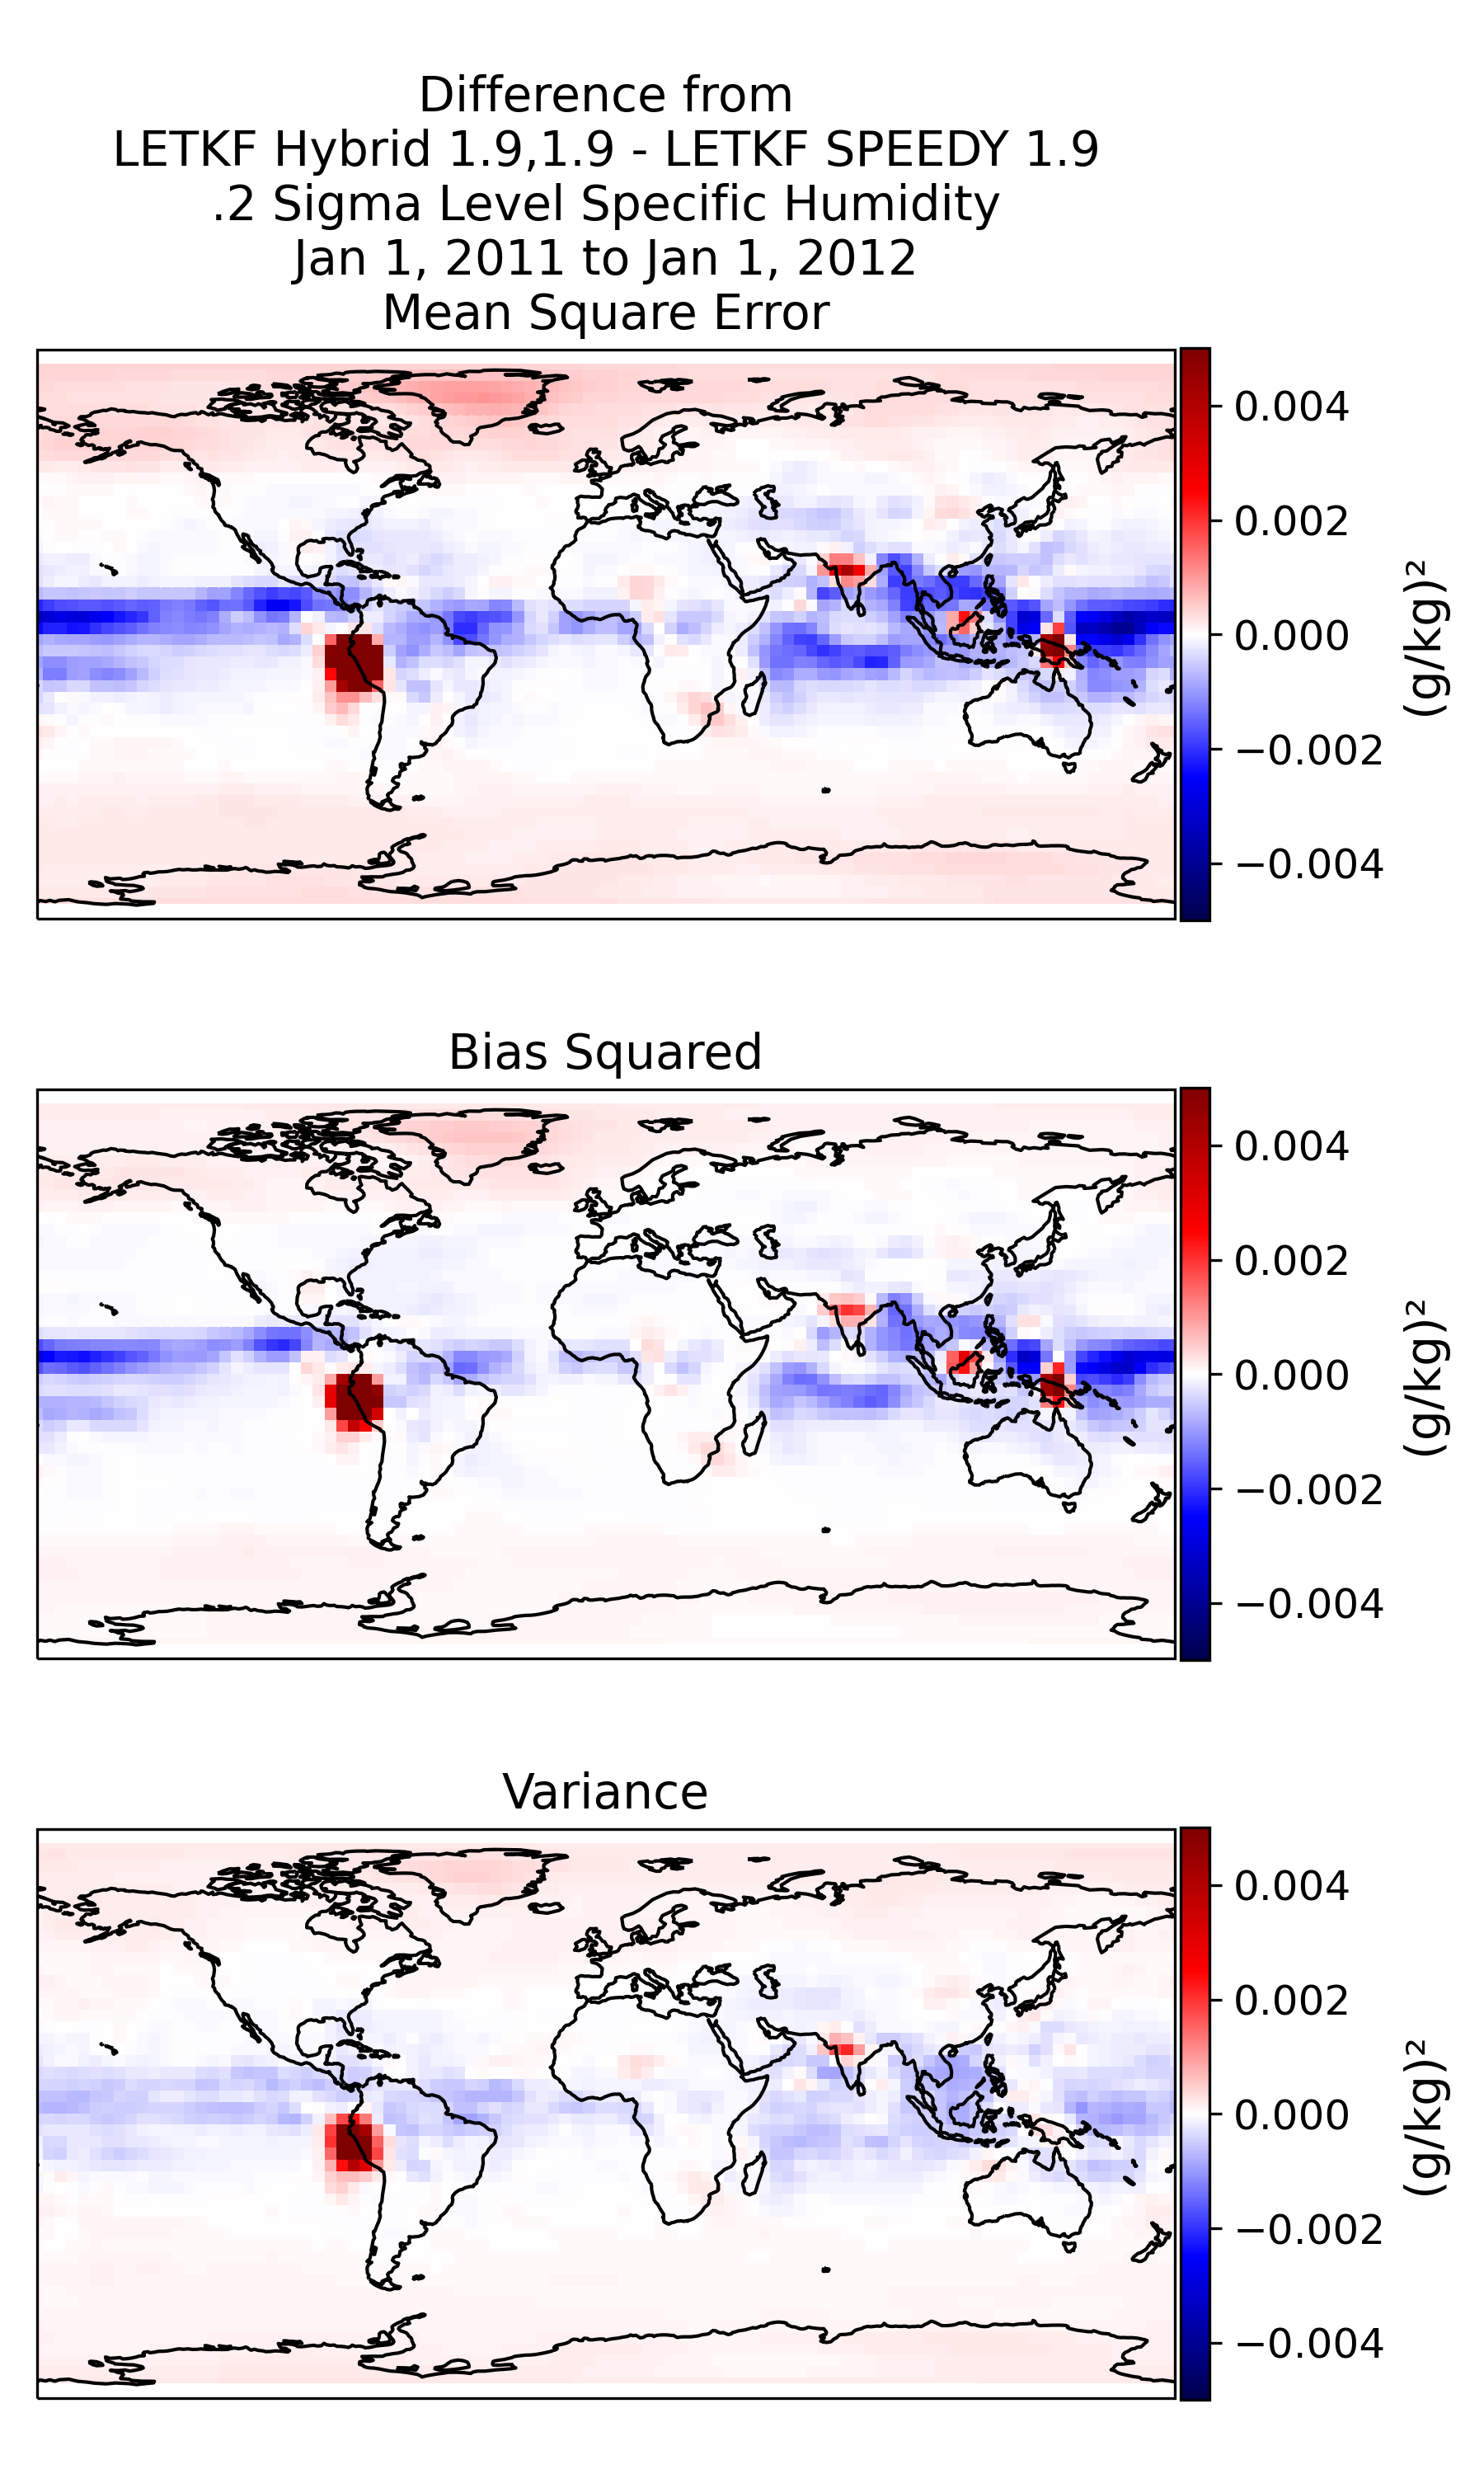 Difference from
LETKF Hybrid 1.9,1.9 - LETKF SPEEDY 1.9
.2 Sigma Level Specific Humidity
Jan 1, 2011 to Jan 1, 2012
Mean Square Error
0.004
0.002
0.000
−0.002
−0.004
(g/kg)²
Bias Squared
0.004
0.002
0.000
−0.002
−0.004
(g/kg)²
Variance
0.004
0.002
0.000
−0.002
−0.004
(g/kg)²